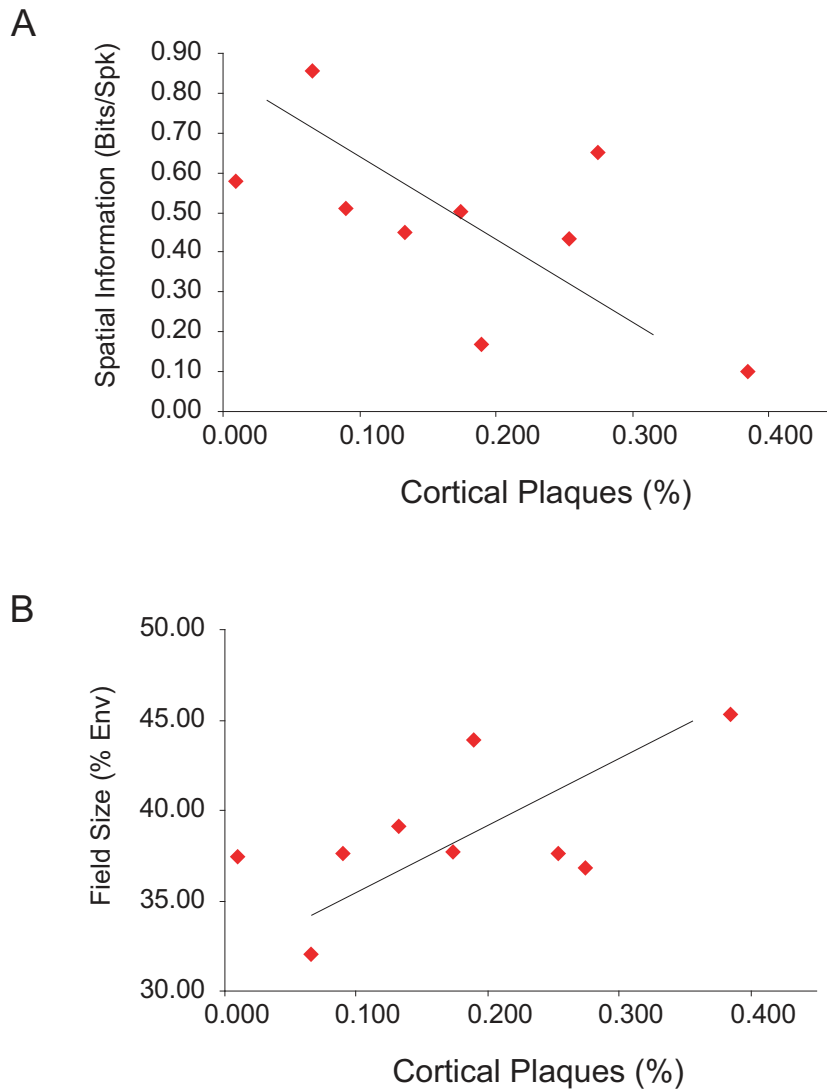 A
Spatial Information (Bits/Spk)
0.90
0.80
0.70
0.60
0.50
0.40
0.30
0.20
0.10
0.00
0.000 0.100 0.200 0.300 0.400
Cortical Plaques (%)
B
Field Size (% Env)
50.00
45.00
40.00
35.00
30.00
0.000 0.100 0.200 0.300 0.400
Cortical Plaques (%)